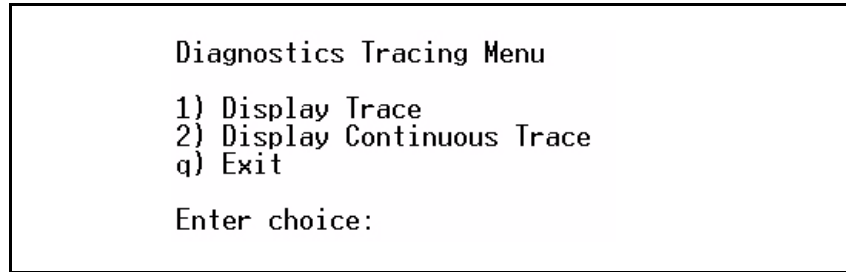 Diagnostics Tracing Menu
1) Display Trace
2) Display Continuous Trace
q) Exit
Enter choice: